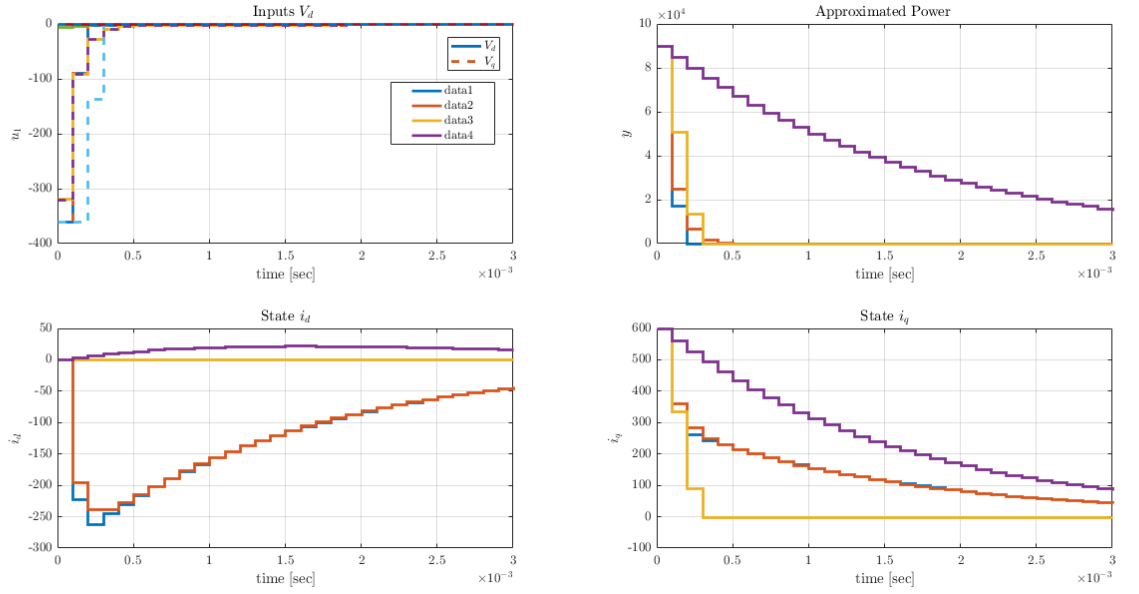 Inputs V_d
0
-100
-200
-300
-400
u_1
0 0.5 1 1.5 2 2.5 3
time [sec]
×10^-3
V_d
V_q
data1
data2
data3
data4
Approximated Power
×10^4
10
8
6
4
2
0
y
0 0.5 1 1.5 2 2.5 3
time [sec]
×10^-3
State i_d
50
0
-50
-100
-150
-200
-250
-300
i_d
0 0.5 1 1.5 2 2.5 3
time [sec]
×10^-3
State i_q
600
500
400
300
200
100
0
-100
i_q
0 0.5 1 1.5 2 2.5 3
time [sec]
×10^-3